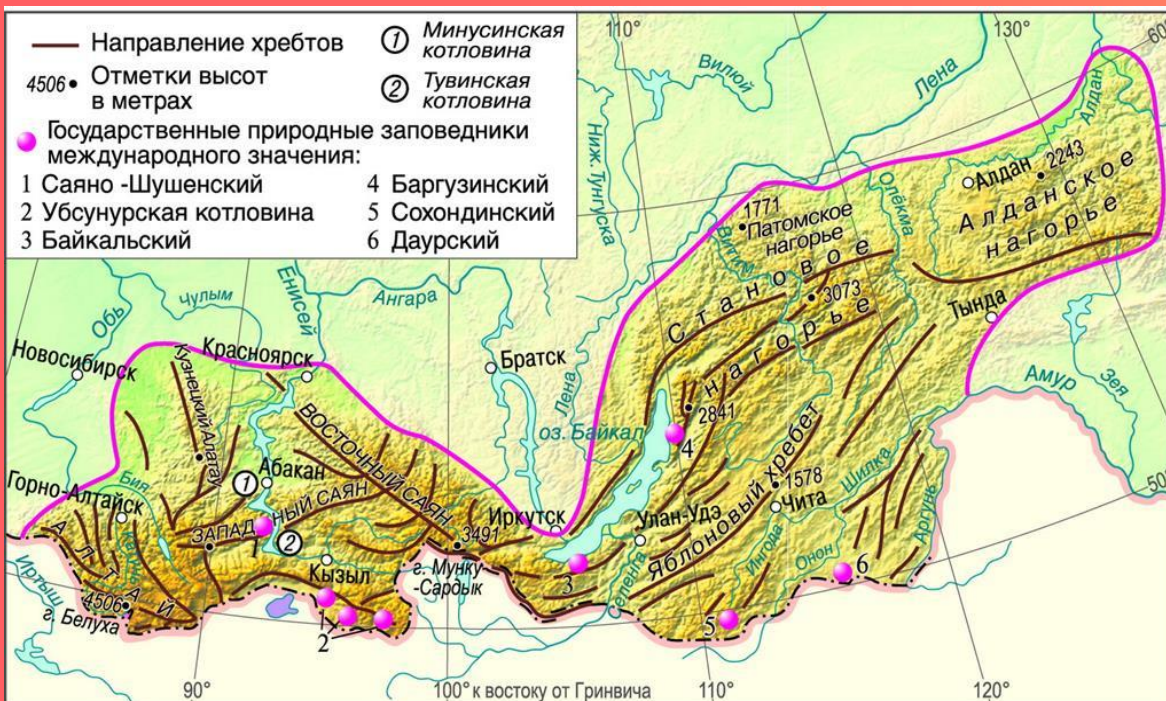 Направление хребтов
4506 Отметки высот
в метрах
1 Минусинская
котловина
2 Тувинская
котловина
Государственные природные заповедники
международного значения:
1 Саяно -Шушенский
2 Убсунурская котловина
3 Байкальский
4 Баргузинский
5 Сохондинский
6 Даурский
110°
130°
60°
Вилюй
Лена
Алдан
Ниж. Тунгуска
Олёкма
Алдан
2243
Алданское
нагорье
1771
Патомское
нагорье
Витим
Становое
нагорье
3073
Тында
Обь
Чулым
Енисей
Ангара
Новосибирск
Красноярск
Братск
Лена
Кузнецкий Алатау
ВОСТОЧНЫЙ САЯН
оз. Байкал
2841
4
Амур
Зея
Яблоновый хребет
1578
Чита
Шилка
50°
Горно-Алтайск
Бия
Катунь
1
Абакан
ЗАПАДНЫЙ САЯН
1
2
3491
Иркутск
Улан-Удэ
АЛТАЙ
Кызыл
г. Мунку
-Сардык
3
Селенга
Ингода
Онон
Аргунь
6
Иртыш
4506
г. Белуха
1
2
5
90°
100° к востоку от Гринвича
110°
120°